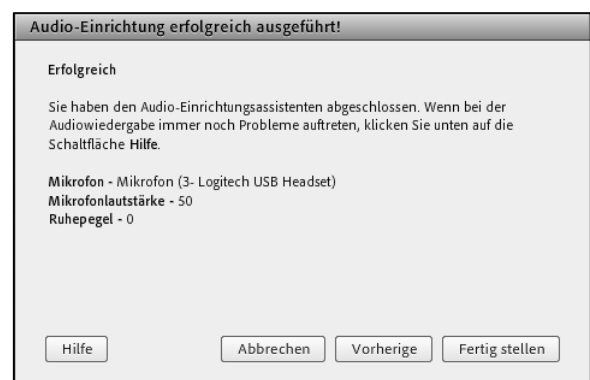 Audio-Einrichtung erfolgreich ausgeführt!
Erfolgreich
Sie haben den Audio-Einrichtungsassistenten abgeschlossen. Wenn bei der
Audiowiedergabe immer noch Probleme auftreten, klicken Sie unten auf die
Schaltfläche Hilfe.
Mikrofon - Mikrofon (3- Logitech USB Headset)
Mikrofonlautstärke - 50
Ruhepegel - 0
Hilfe Abbrechen Vorherige Fertig stellen